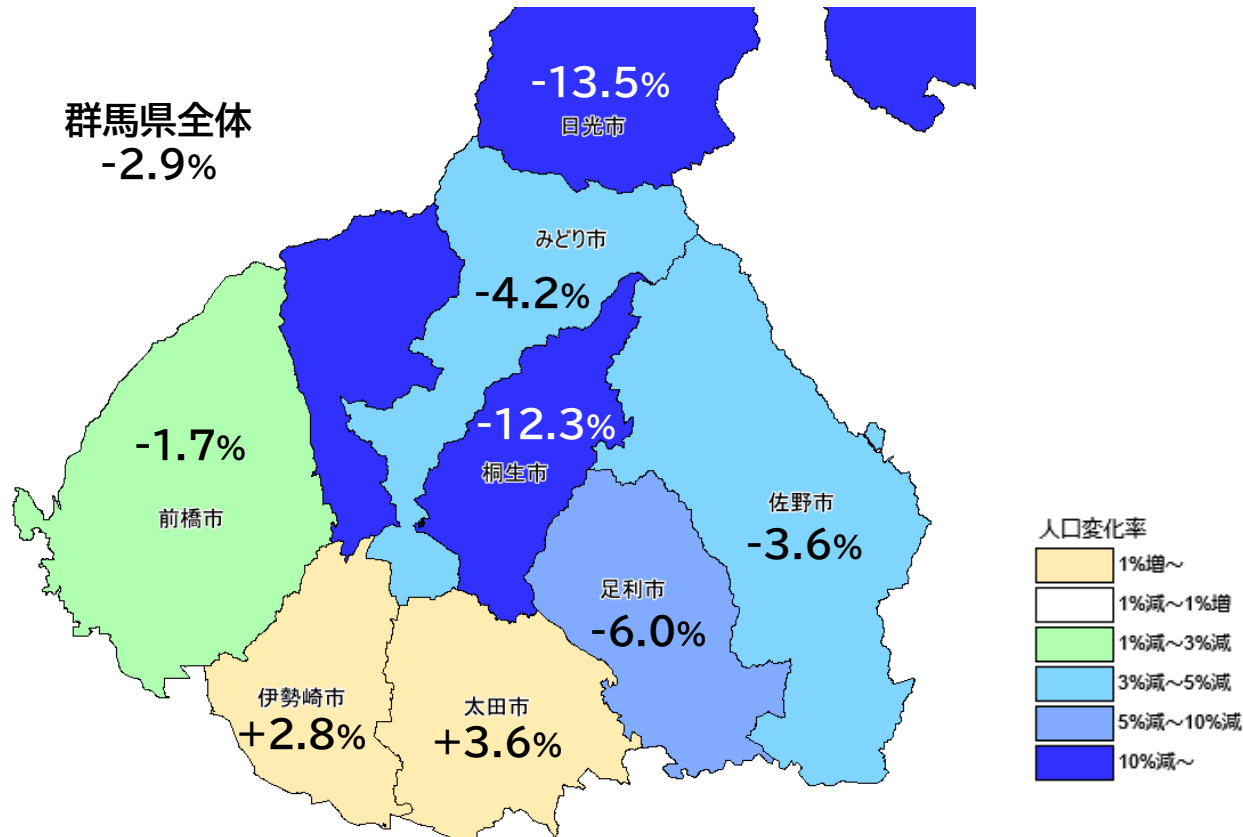 群馬県全体
-2.9%
-13.5%
日光市
みどり市
-4.2%
-1.7%
前橋市
-12.3%
桐生市
佐野市
-3.6%
足利市
-6.0%
伊勢崎市
+2.8%
太田市
+3.6%
人口変化率
1%増～
1%減～1%増
1%減～3%減
3%減～5%減
5%減～10%減
10%減～